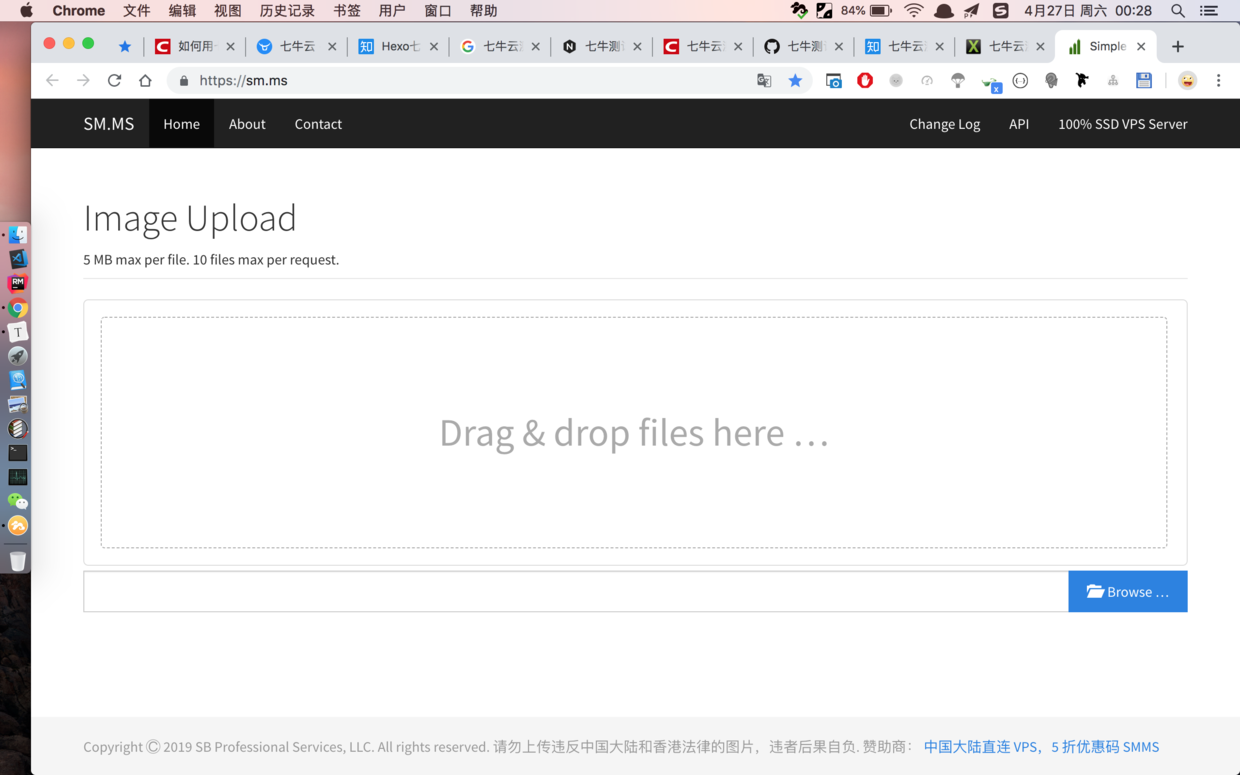 Chrome 文件 编辑 视图 历史记录 书签 用户 窗口 帮助 84% 4月27日 周六 00:28
如何用 七牛云 Hexo七 七牛云 七牛测 七牛云 七牛测 七牛云 七牛云 Simple
https://sm.ms
SM.MS Home About Contact Change Log API 100% SSD VPS Server
Image Upload
5 MB max per file. 10 files max per request.
Drag & drop files here …
Browse …
Copyright Ⓒ 2019 SB Professional Services, LLC. All rights reserved. 请勿上传违反中国大陆和香港法律的图片，违者后果自负. 赞助商： 中国大陆直连 VPS，5 折优惠码 SMMS